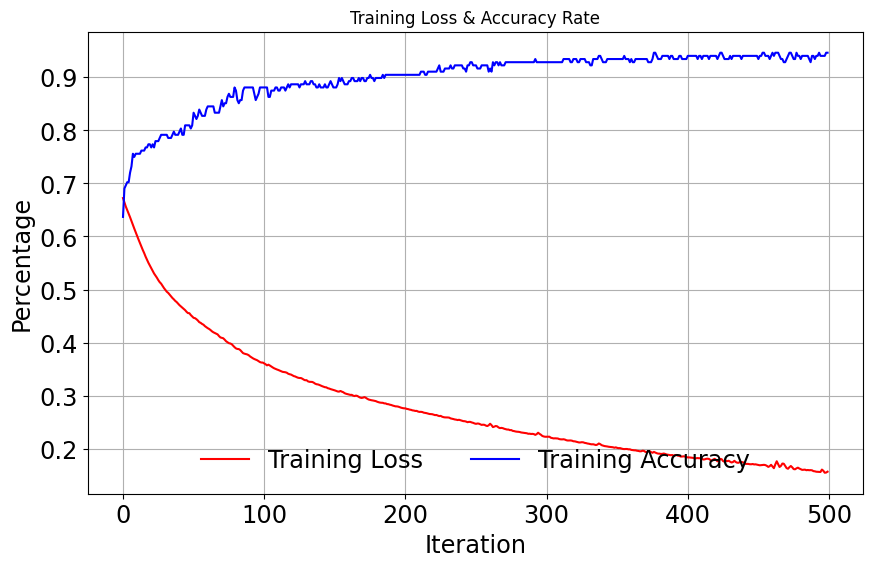 Training Loss & Accuracy Rate
0.9
0.8
0.7
0.6
0.5
0.4
0.3
0.2
Percentage
Training Loss
Training Accuracy
0 100 200 300 400 500
Iteration